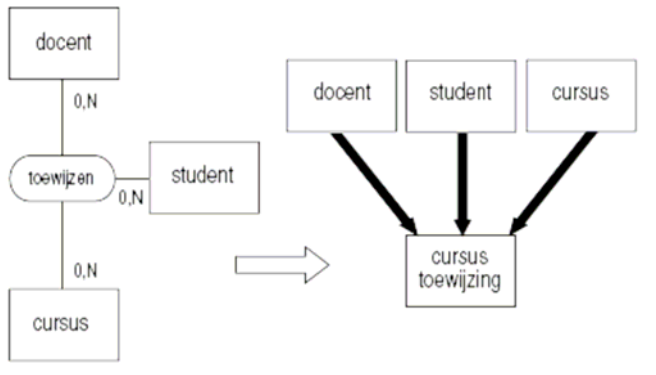 docent
0,N
toewijzen
student
0,N
0,N
cursus
docent
student
cursus
cursus
toewijzing